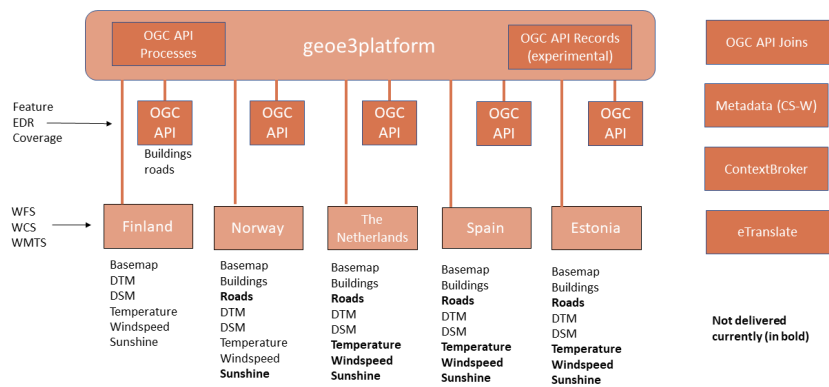 OGC API
Processes
geoe3platform
OGC API Records
(experimental)
OGC API Joins
Metadata (CS-W)
ContextBroker
eTranslate
Feature
EDR
Coverage
OGC
API
OGC
API
OGC
API
OGC
API
OGC
API
Buildings
roads
WFS
WCS
WMTS
Finland
Norway
The
Netherlands
Spain
Estonia
Basemap
DTM
DSM
Temperature
Windspeed
Sunshine
Basemap
Buildings
Roads
DTM
DSM
Temperature
Windspeed
Sunshine
Basemap
Buildings
Roads
DTM
DSM
Temperature
Windspeed
Sunshine
Basemap
Buildings
Roads
DTM
DSM
Temperature
Windspeed
Sunshine
Basemap
Buildings
Roads
DTM
DSM
Temperature
Windspeed
Sunshine
Not delivered
currently (in bold)